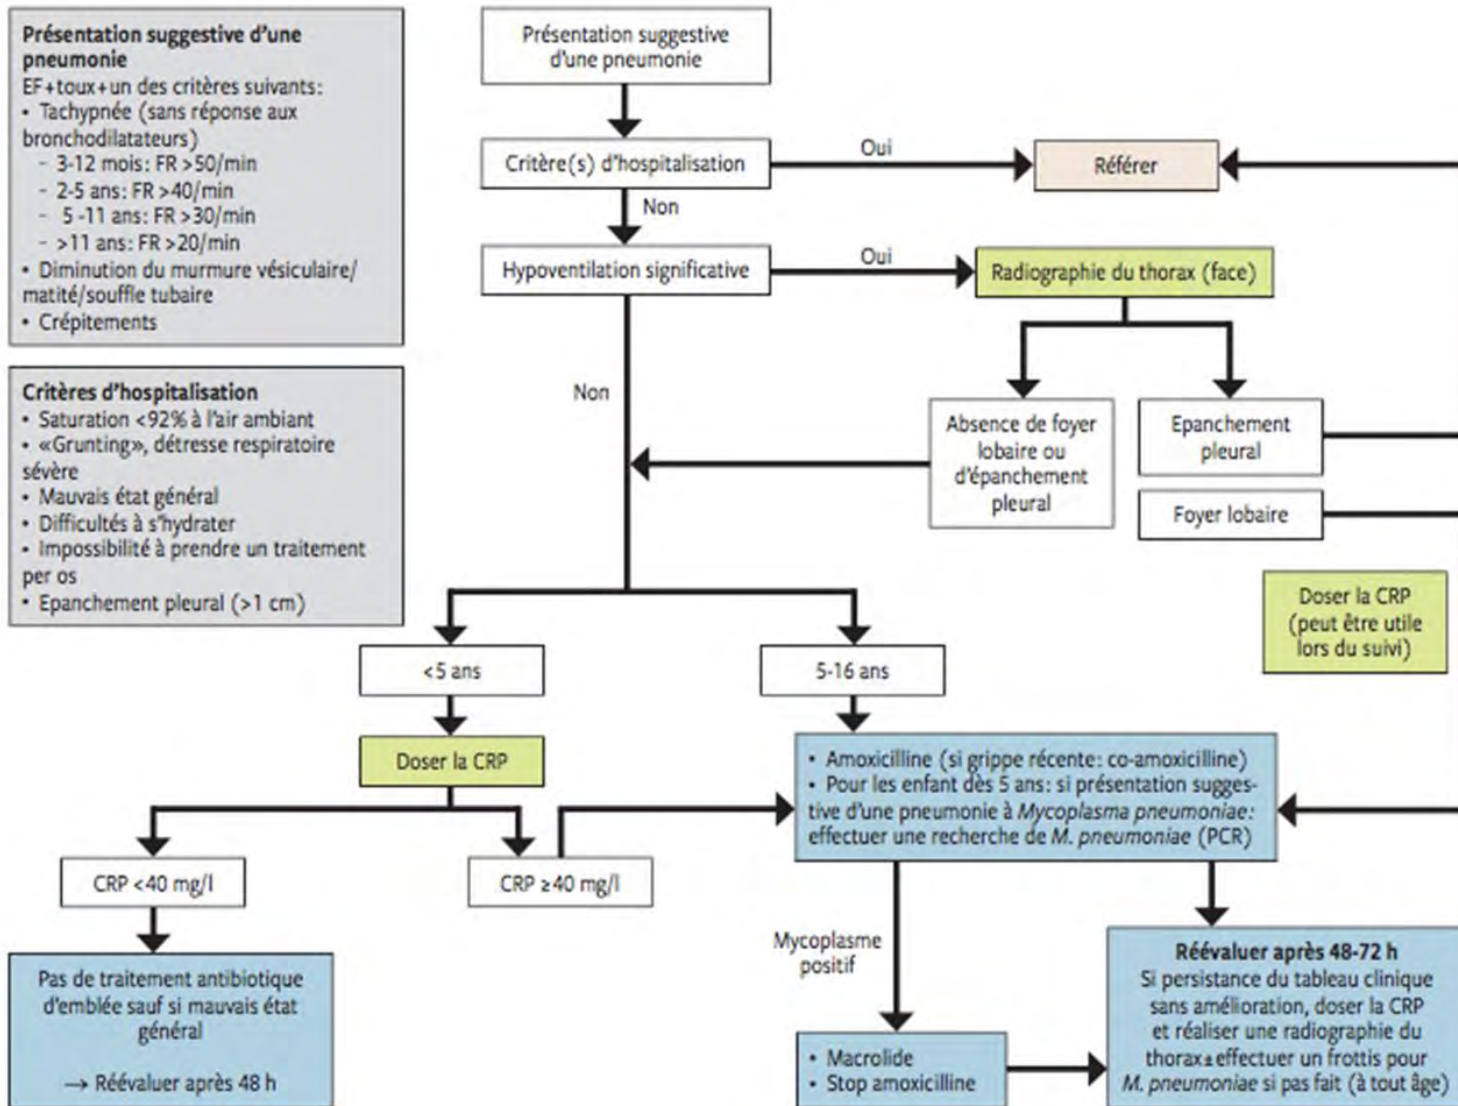 Présentation suggestive d'une
pneumonie
EF+toux+un des critères suivants:
• Tachypnée (sans réponse aux
bronchodilatateurs)
- 3-12 mois: FR >50/min
- 2-5 ans: FR >40/min
- 5 -11 ans: FR >30/min
- >11 ans: FR >20/min
• Diminution du murmure vésiculaire/
matité/souffle tubaire
• Crépitements
Critères d'hospitalisation
• Saturation <92% à l'air ambiant
• «Grunting», détresse respiratoire
sévère
• Mauvais état général
• Difficultés à s'hydrater
• Impossibilité à prendre un traitement
per os
• Epanchement pleural (>1 cm)
Présentation suggestive
d'une pneumonie
Critère(s) d'hospitalisation
Oui
Référer
Non
Hypoventilation significative
Oui
Radiographie du thorax (face)
Non
Absence de foyer
lobaire ou
d'épanchement
pleural
Epanchement
pleural
Foyer lobaire
Doser la CRP
(peut être utile
lors du suivi)
<5 ans
5-16 ans
Doser la CRP
• Amoxicilline (si grippe récente: co-amoxicilline)
• Pour les enfant dès 5 ans: si présentation sugges-
tive d'une pneumonie à Mycoplasma pneumoniae:
effectuer une recherche de M. pneumoniae (PCR)
CRP <40 mg/l
CRP ≥40 mg/l
Pas de traitement antibiotique
d'emblée sauf si mauvais état
général
→ Réévaluer après 48 h
Mycoplasme
positif
• Macrolide
• Stop amoxicilline
Réévaluer après 48-72 h
Si persistance du tableau clinique
sans amélioration, doser la CRP
et réaliser une radiographie du
thorax±effectuer un frottis pour
M. pneumoniae si pas fait (à tout âge)